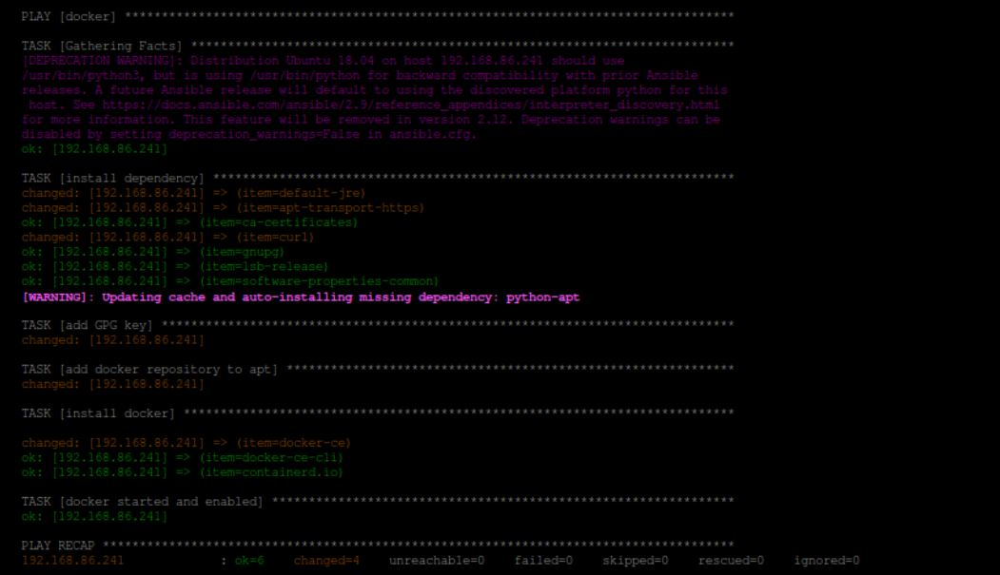 PLAY [docker] ***********************************************************************************
TASK [Gathering Facts] **************************************************************************
[DEPRECATION WARNING]: Distribution Ubuntu 18.04 on host 192.168.86.241 should use
/usr/bin/python3, but is using /usr/bin/python for backward compatibility with prior Ansible
releases. A future Ansible release will default to using the discovered platform python for this
 host. See https://docs.ansible.com/ansible/2.9/reference_appendices/interpreter_discovery.html
for more information. This feature will be removed in version 2.12. Deprecation warnings can be
disabled by setting deprecation_warnings=False in ansible.cfg.
ok: [192.168.86.241]
TASK [install dependency] ***********************************************************************
changed: [192.168.86.241] => (item=default-jre)
changed: [192.168.86.241] => (item=apt-transport-https)
ok: [192.168.86.241] => (item=ca-certificates)
changed: [192.168.86.241] => (item=curl)
ok: [192.168.86.241] => (item=gnupg)
ok: [192.168.86.241] => (item=lsb-release)
ok: [192.168.86.241] => (item=software-properties-common)
[WARNING]: Updating cache and auto-installing missing dependency: python-apt
TASK [add GPG key] ******************************************************************************
changed: [192.168.86.241]
TASK [add docker repository to apt] *************************************************************
changed: [192.168.86.241]
TASK [install docker] ***************************************************************************
changed: [192.168.86.241] => (item=docker-ce)
ok: [192.168.86.241] => (item=docker-ce-cli)
ok: [192.168.86.241] => (item=containerd.io)
TASK [docker started and enabled] ***************************************************************
ok: [192.168.86.241]
PLAY RECAP **************************************************************************************
192.168.86.241             : ok=6    changed=4    unreachable=0    failed=0    skipped=0    rescued=0    ignored=0